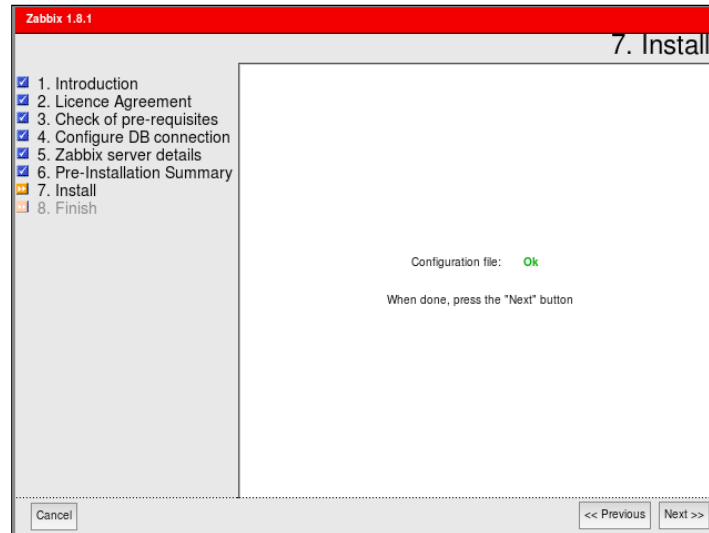 Zabbix 1.8.1
7. Install
1. Introduction
2. Licence Agreement
3. Check of pre-requisites
4. Configure DB connection
5. Zabbix server details
6. Pre-Installation Summary
7. Install
8. Finish
Configuration file: Ok
When done, press the "Next" button
Cancel
<< Previous
Next >>